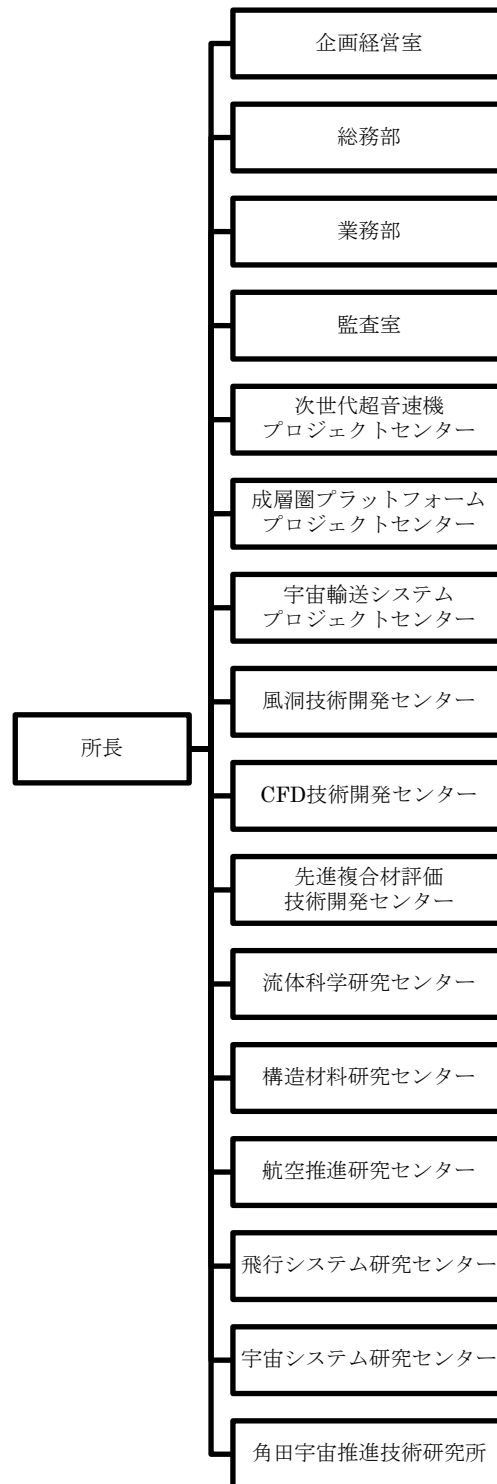 企画経営室
総務部
業務部
監査室
次世代超音速機
プロジェクトセンター
成層圏プラットフォーム
プロジェクトセンター
宇宙輸送システム
プロジェクトセンター
風洞技術開発センター
所長
CFD技術開発センター
先進複合材評価
技術開発センター
流体科学研究センター
構造材料研究センター
航空推進研究センター
飛行システム研究センター
宇宙システム研究センター
角田宇宙推進技術研究所